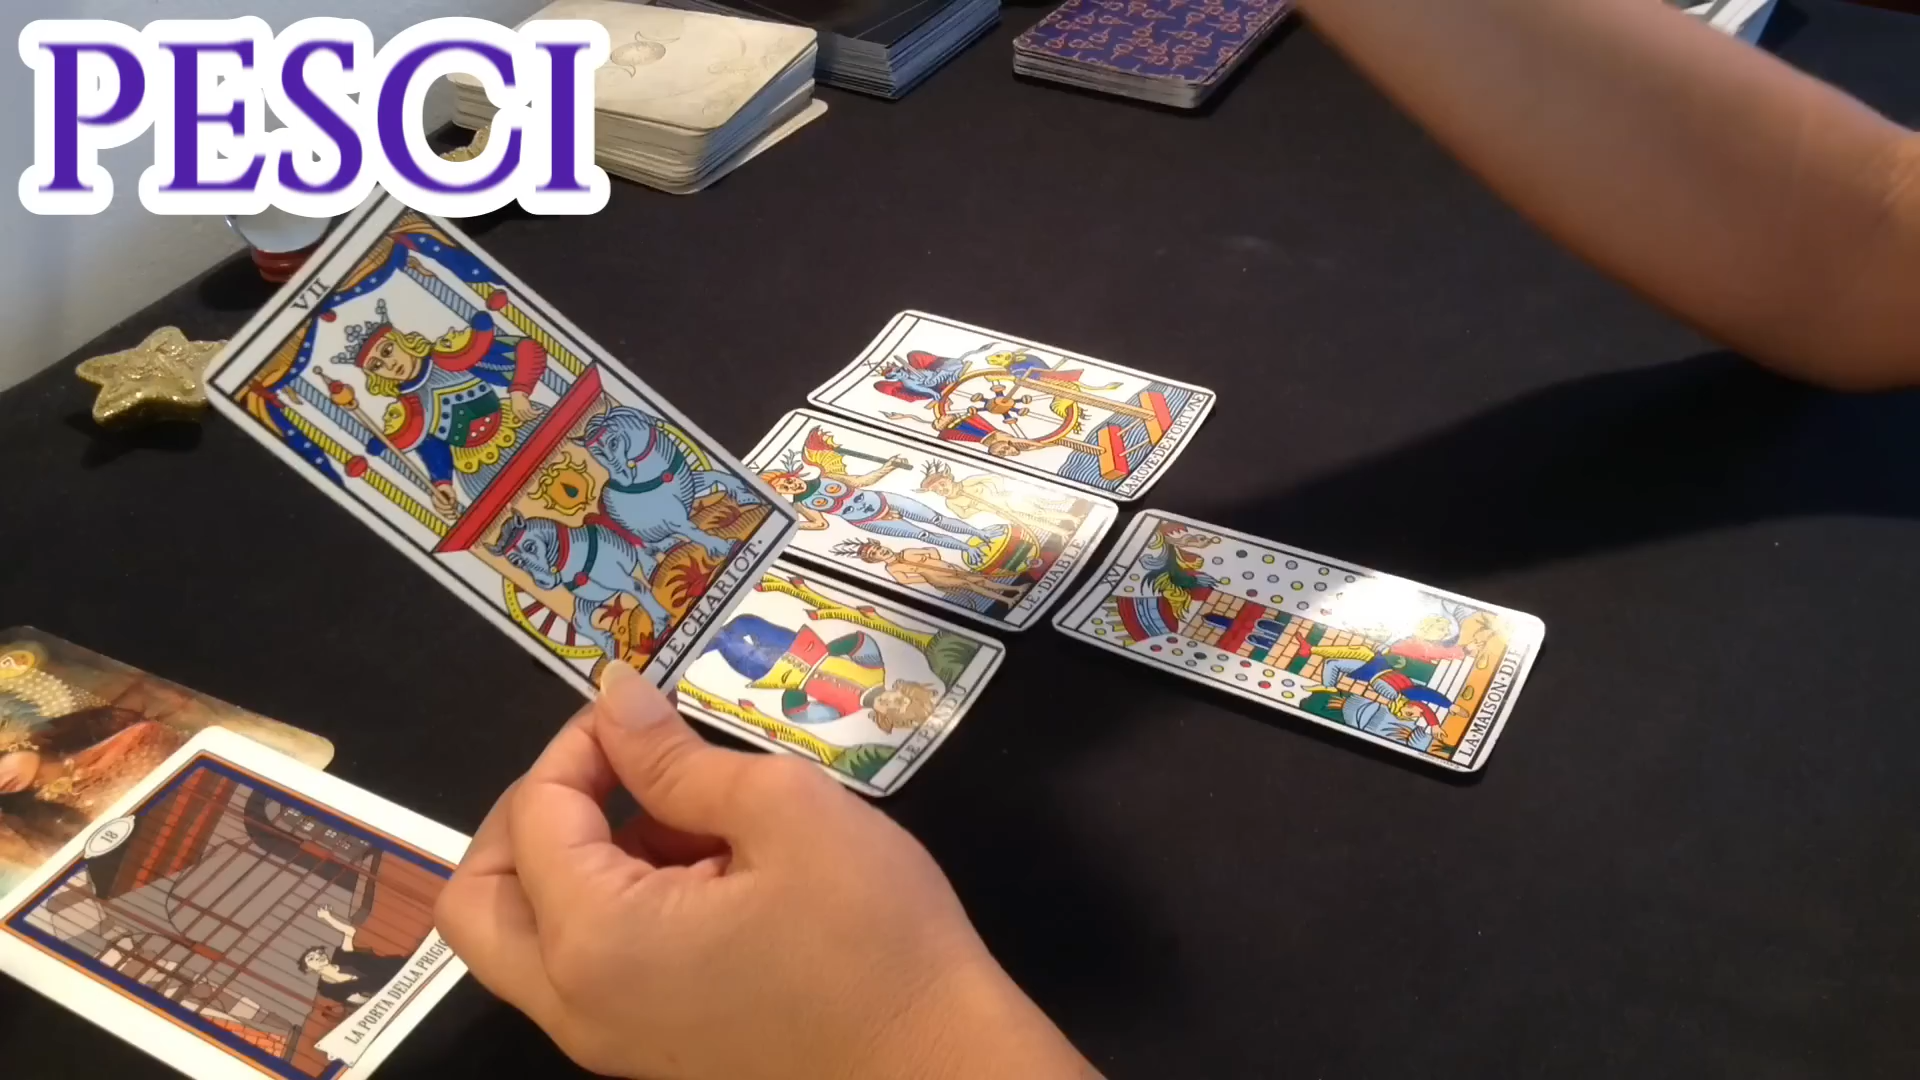 PESCI
VII
LE·CHARIOT·
X
LA·ROVE·DE·FORTVNE
LE·DIABLE
LE·PENDU
XVI
LA·MAISON·DIE
18
LA PORTA DELLA PRIGIO